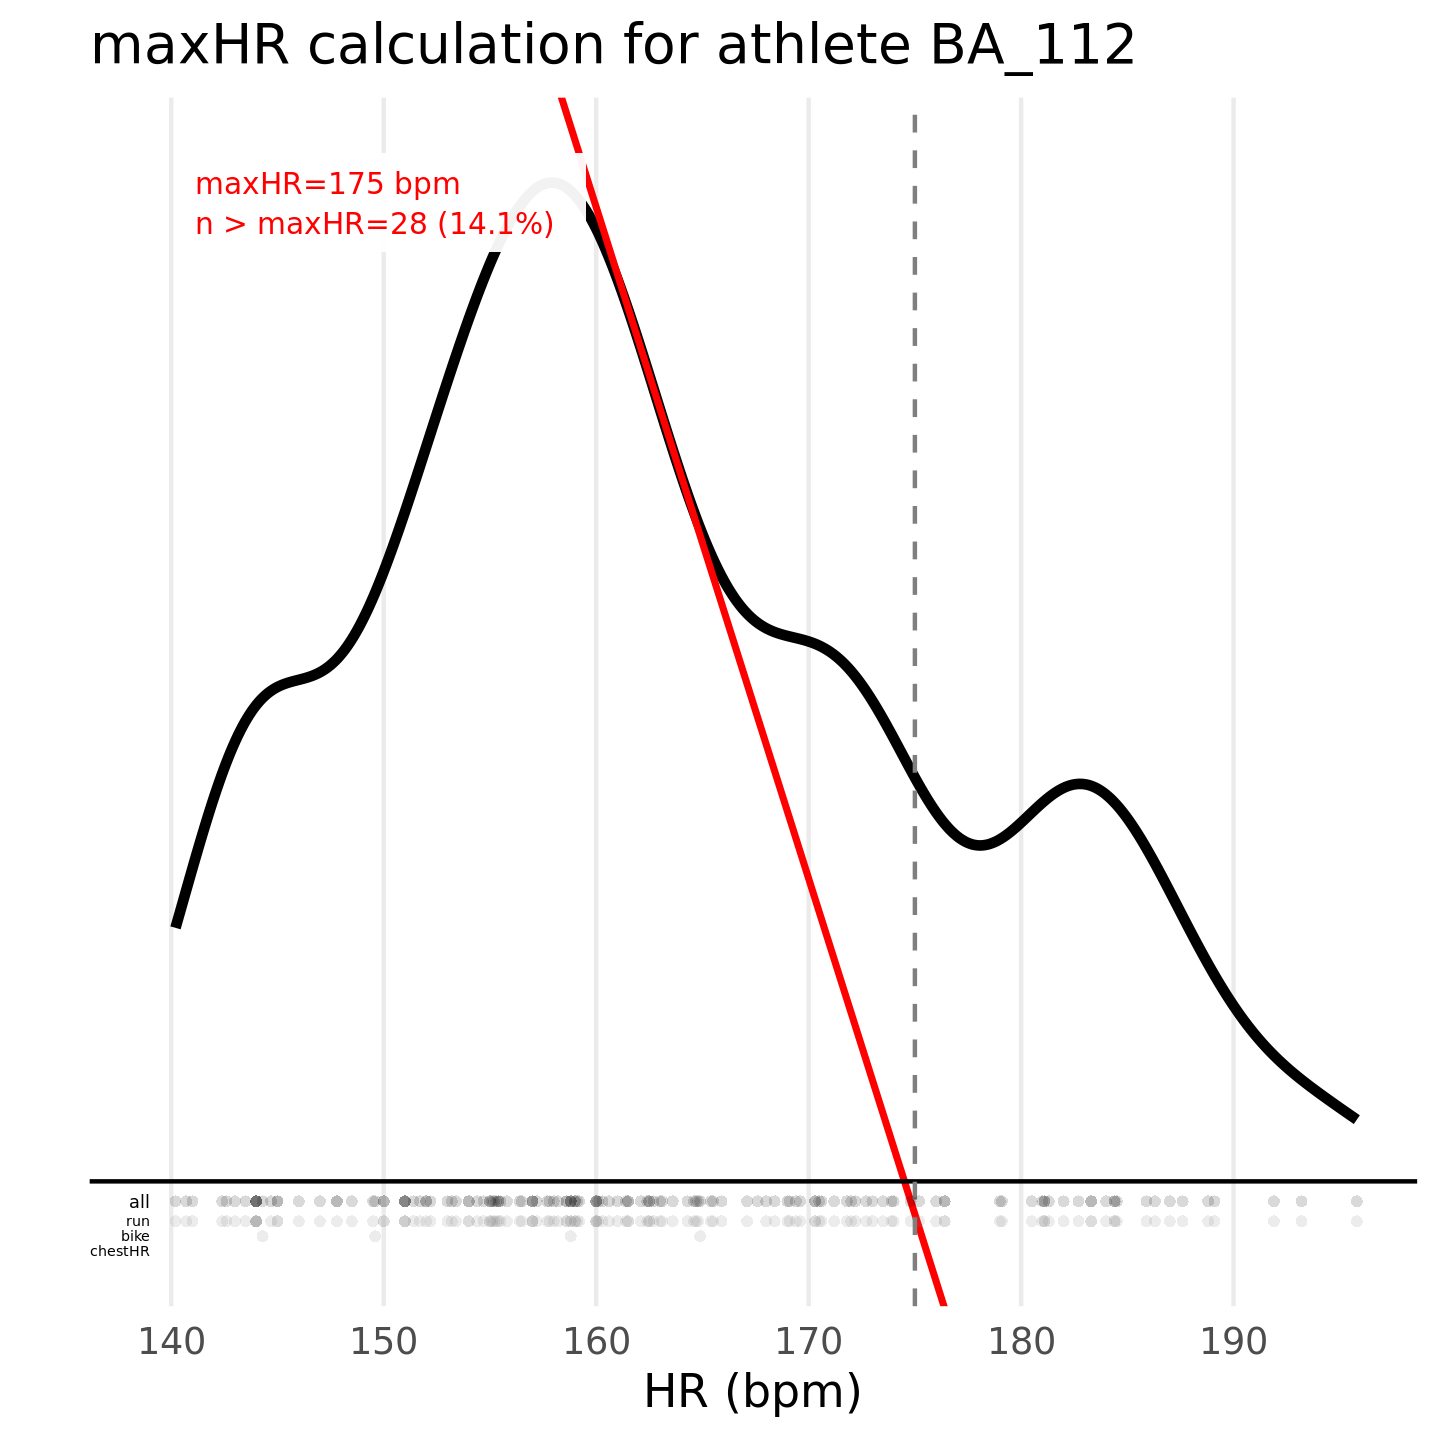 maxHR calculation for athlete BA_112
maxHR=175 bpm
n > maxHR=28 (14.1%)
all
run
bike
chestHR
140 150 160 170 180 190
HR (bpm)